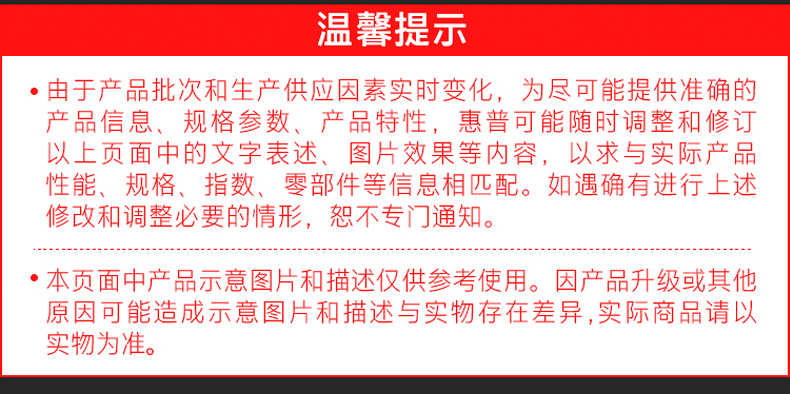 温馨提示
• 由于产品批次和生产供应因素实时变化，为尽可能提供准确的
产品信息、规格参数、产品特性，惠普可能随时调整和修订
以上页面中的文字表述、图片效果等内容，以求与实际产品
性能、规格、指数、零部件等信息相匹配。如遇确有进行上述
修改和调整必要的情形，恕不专门通知。
• 本页面中产品示意图片和描述仅供参考使用。因产品升级或其他
原因可能造成示意图片和描述与实物存在差异,实际商品请以
实物为准。